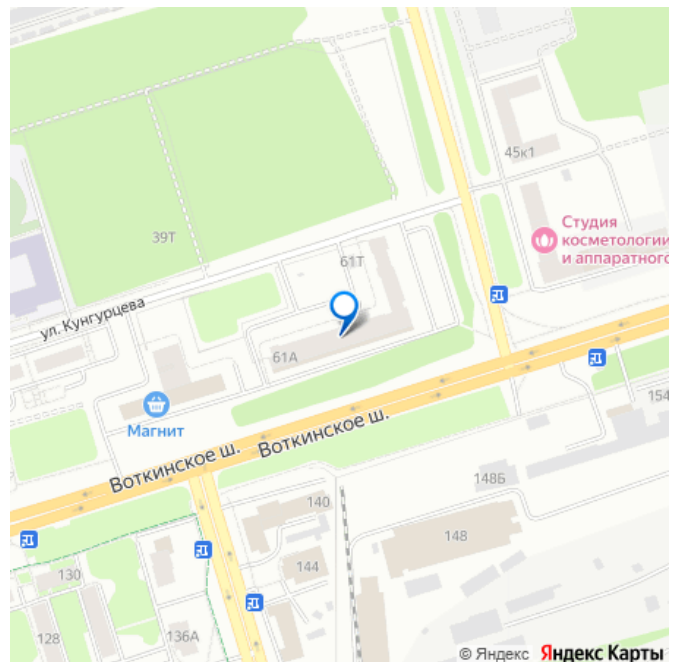 45к1
Студия
косметологии
и аппаратного
39Т
61Т
ул. Кунгурцева
61А
Магнит
Воткинское ш.
Воткинское ш.
154
148Б
140
148
144
130
128
136А
© Яндекс Яндекс Карты